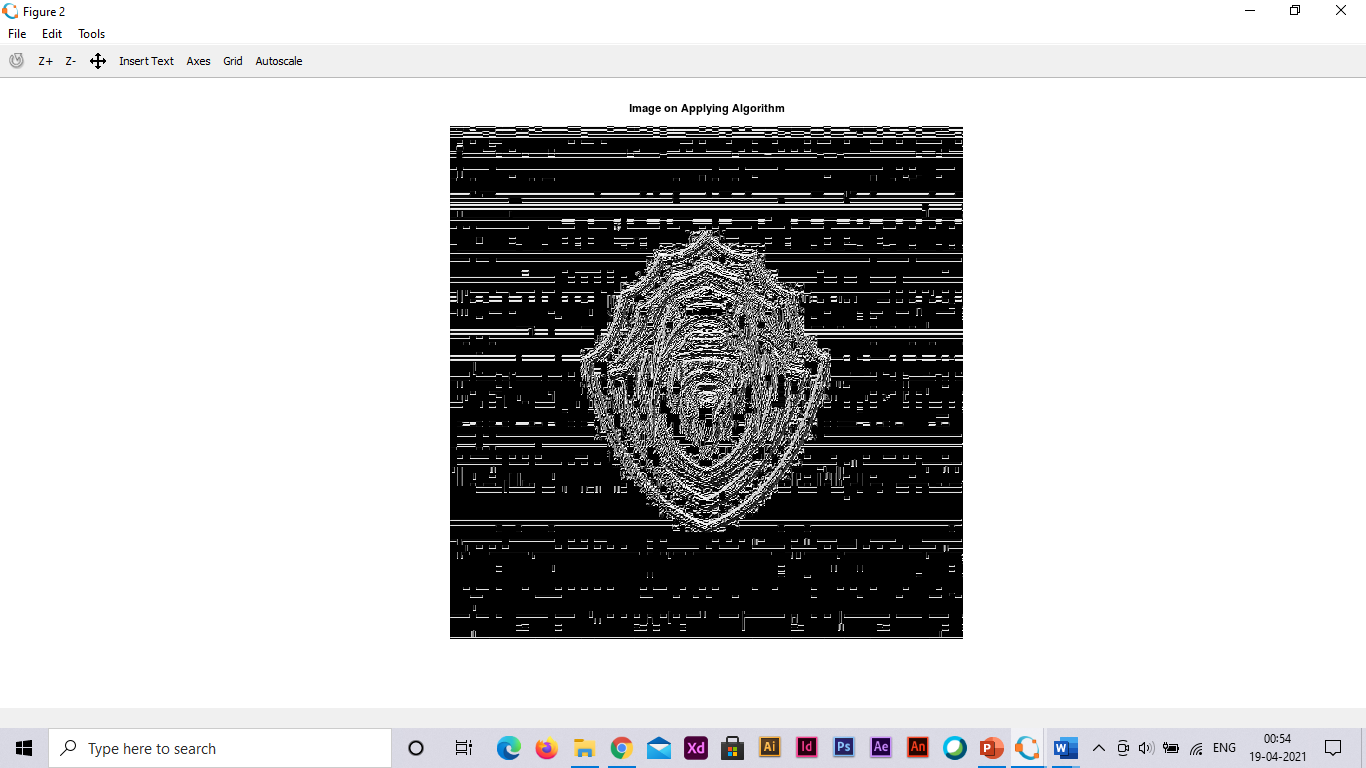 Figure 2
File Edit Tools
Z+ Z- Insert Text Axes Grid Autoscale
Image on Applying Algorithm
Type here to search
Xd Ai Id Ps Ae An P W ENG
00:54
19-04-2021